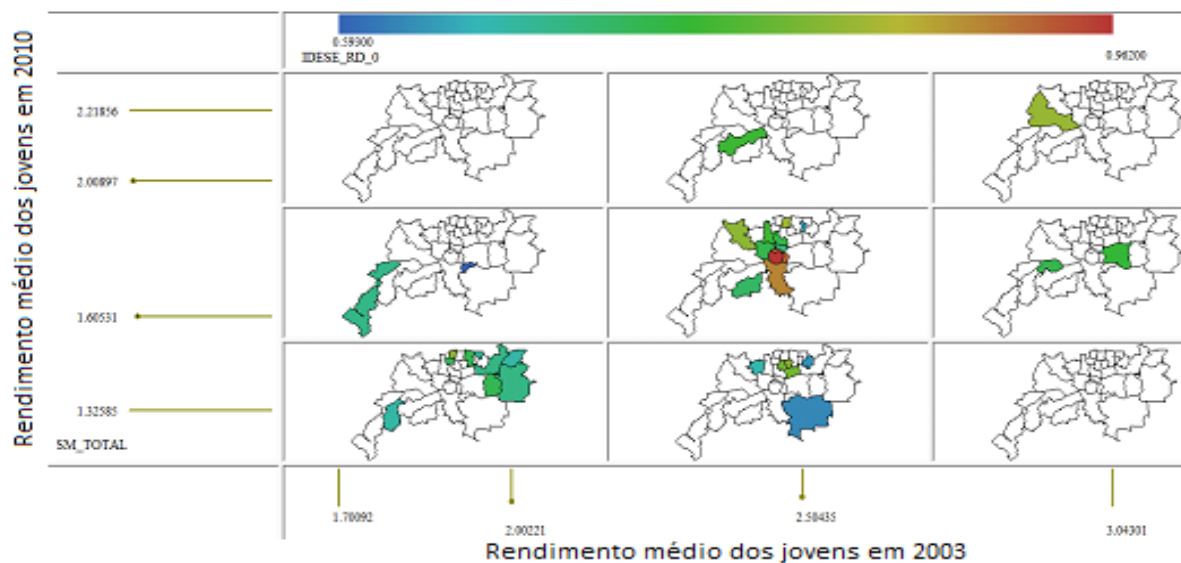 0.59300
IDESE_RD_0
0.96200
Rendimento médio dos jovens em 2010
2.21856
2.00897
1.60531
1.32585
SM_TOTAL
1.70092
2.00221
2.50435
3.04301
Rendimento médio dos jovens em 2003